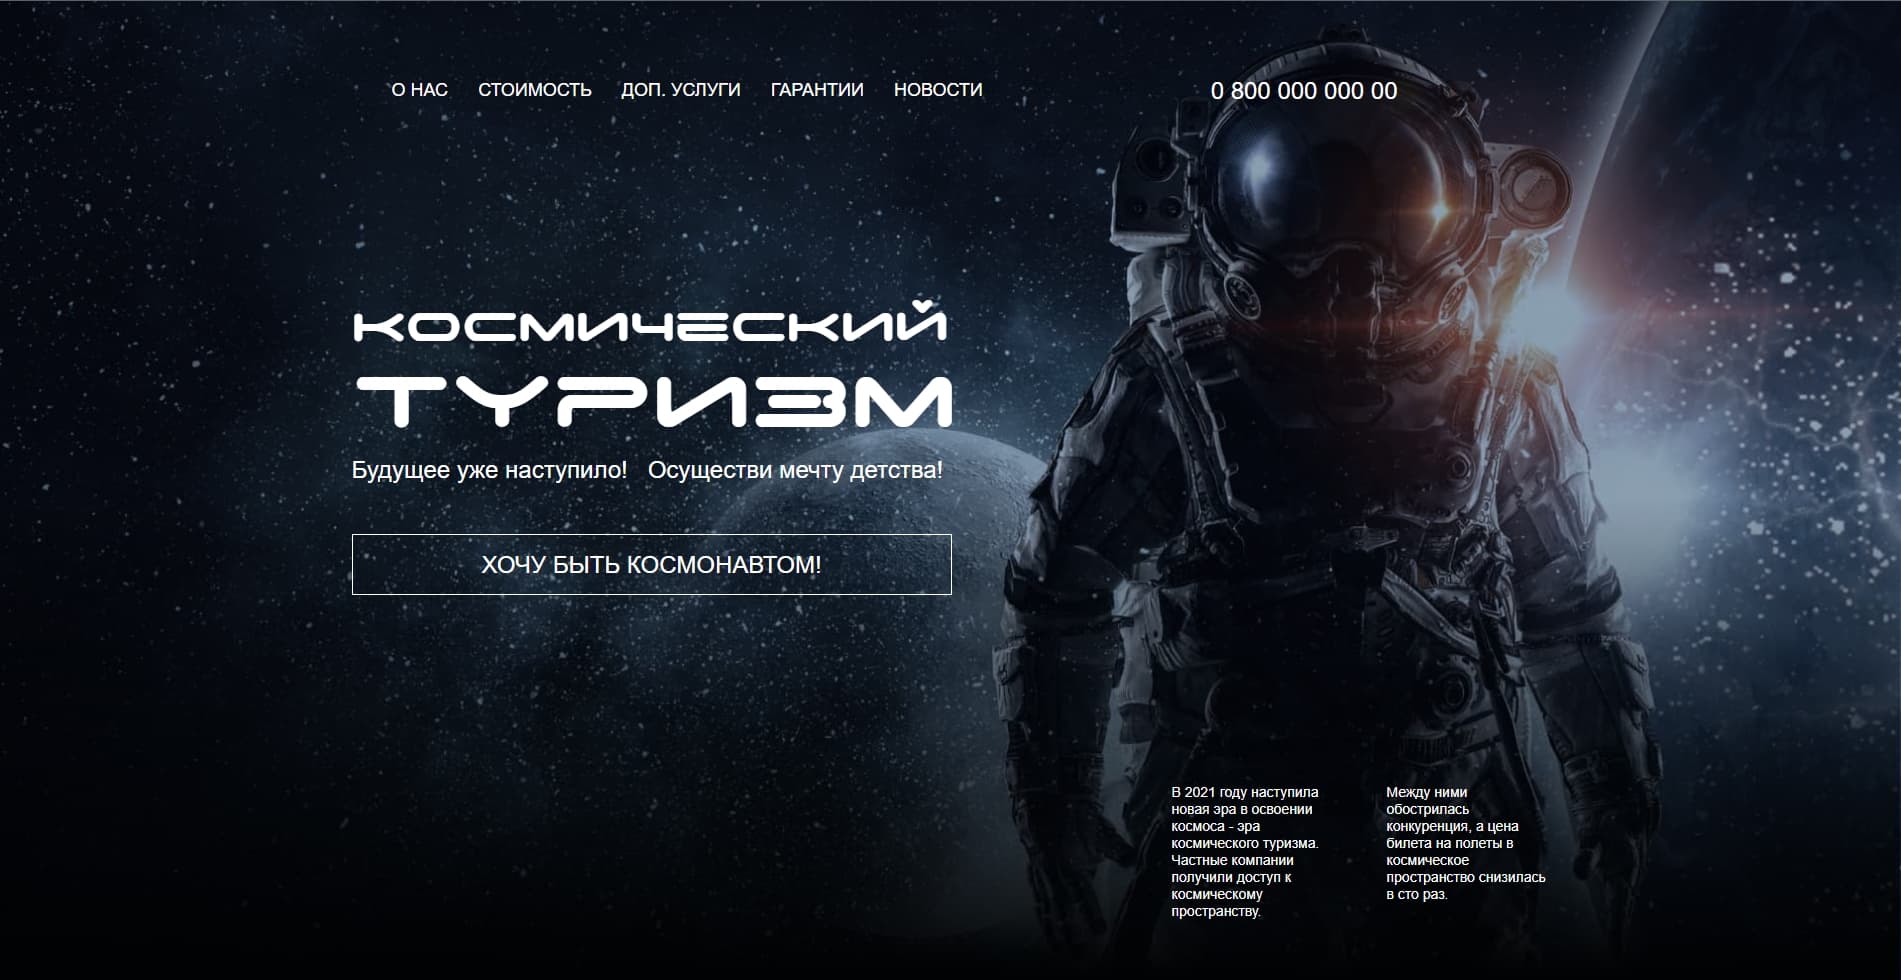 О НАС СТОИМОСТЬ ДОП. УСЛУГИ ГАРАНТИИ НОВОСТИ 0 800 000 000 00
КОСМИЧЕСКИЙ
ТУРИЗМ
Будущее уже наступило! Осуществи мечту детства!
ХОЧУ БЫТЬ КОСМОНАВТОМ!
В 2021 году наступила
новая эра в освоении
космоса - эра
космического туризма.
Частные компании
получили доступ к
космическому
пространству.
Между ними
обострилась
конкуренция, а цена
билета на полеты в
космическое
пространство снизилась
в сто раз.